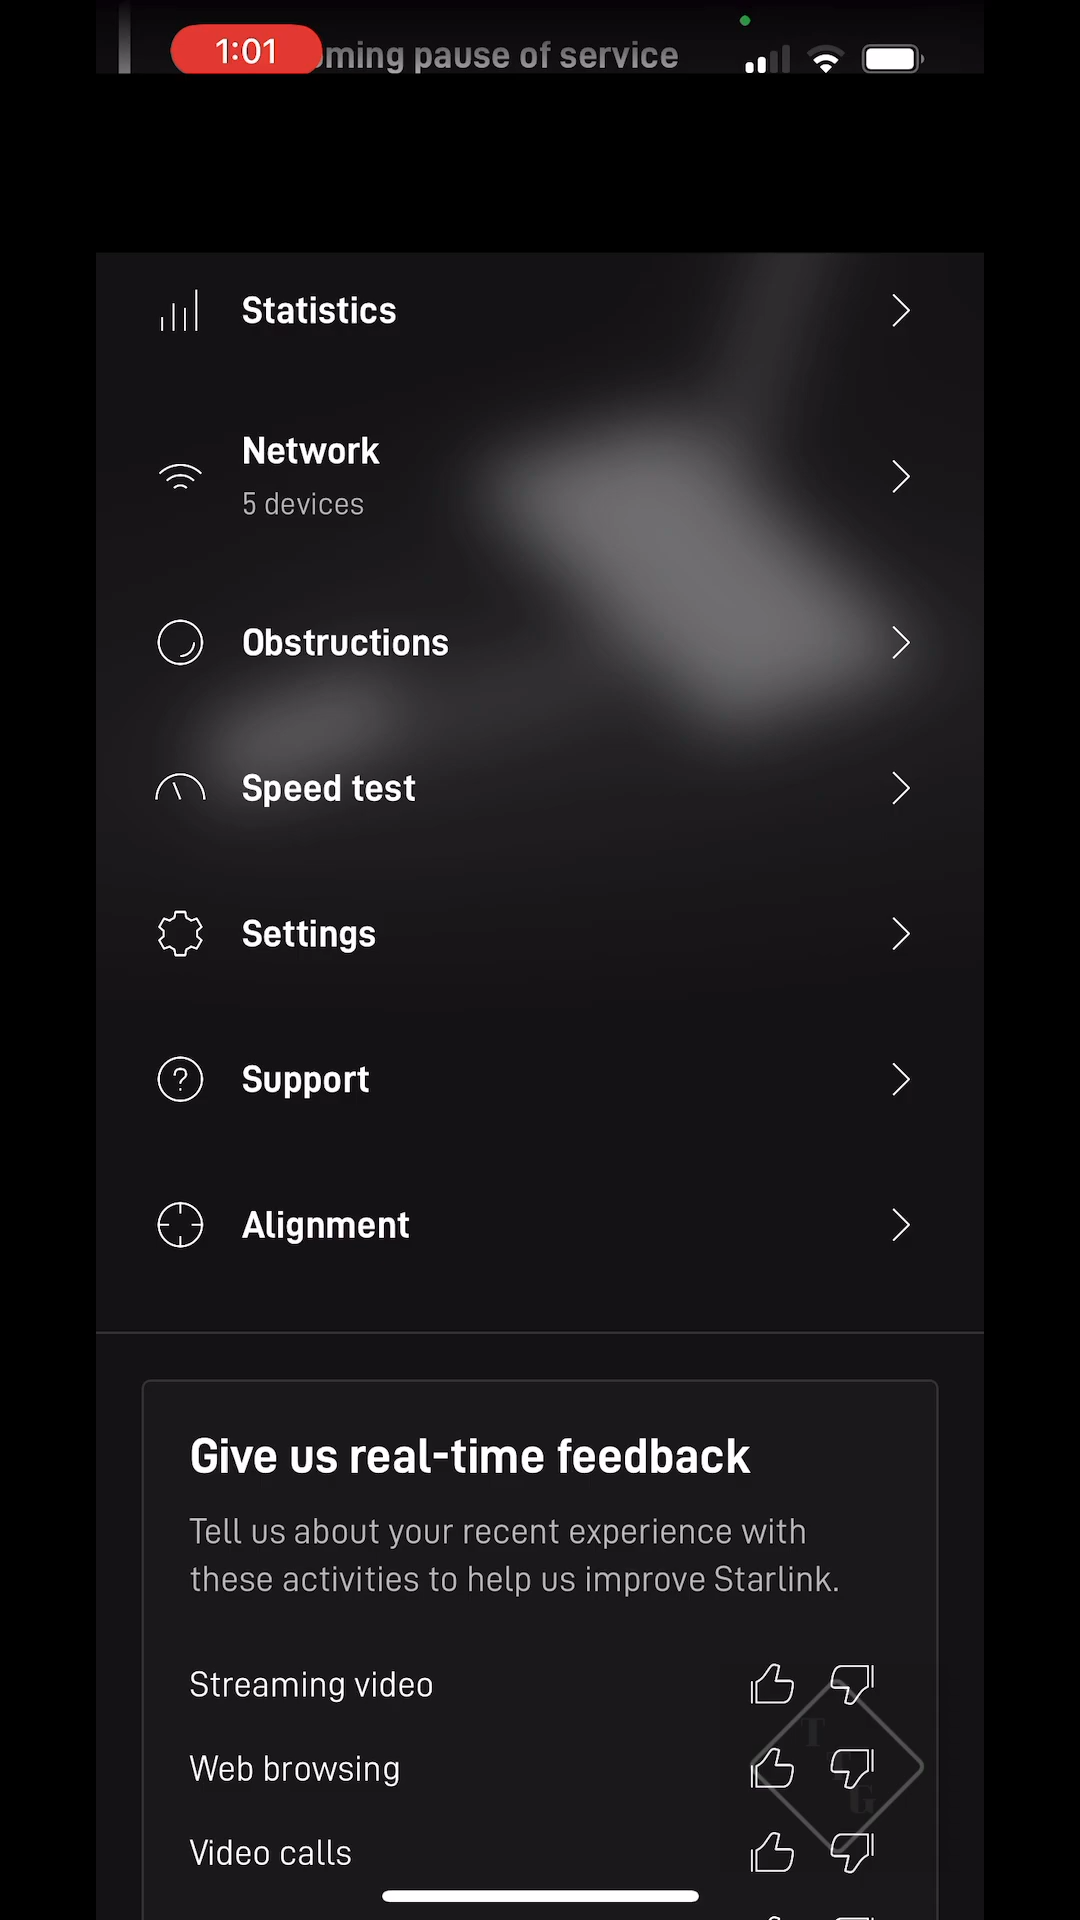 1:01
ming pause of service
Statistics
Network
5 devices
Obstructions
Speed test
Settings
Support
Alignment
Give us real-time feedback
Tell us about your recent experience with
these activities to help us improve Starlink.
Streaming video
Web browsing
Video calls